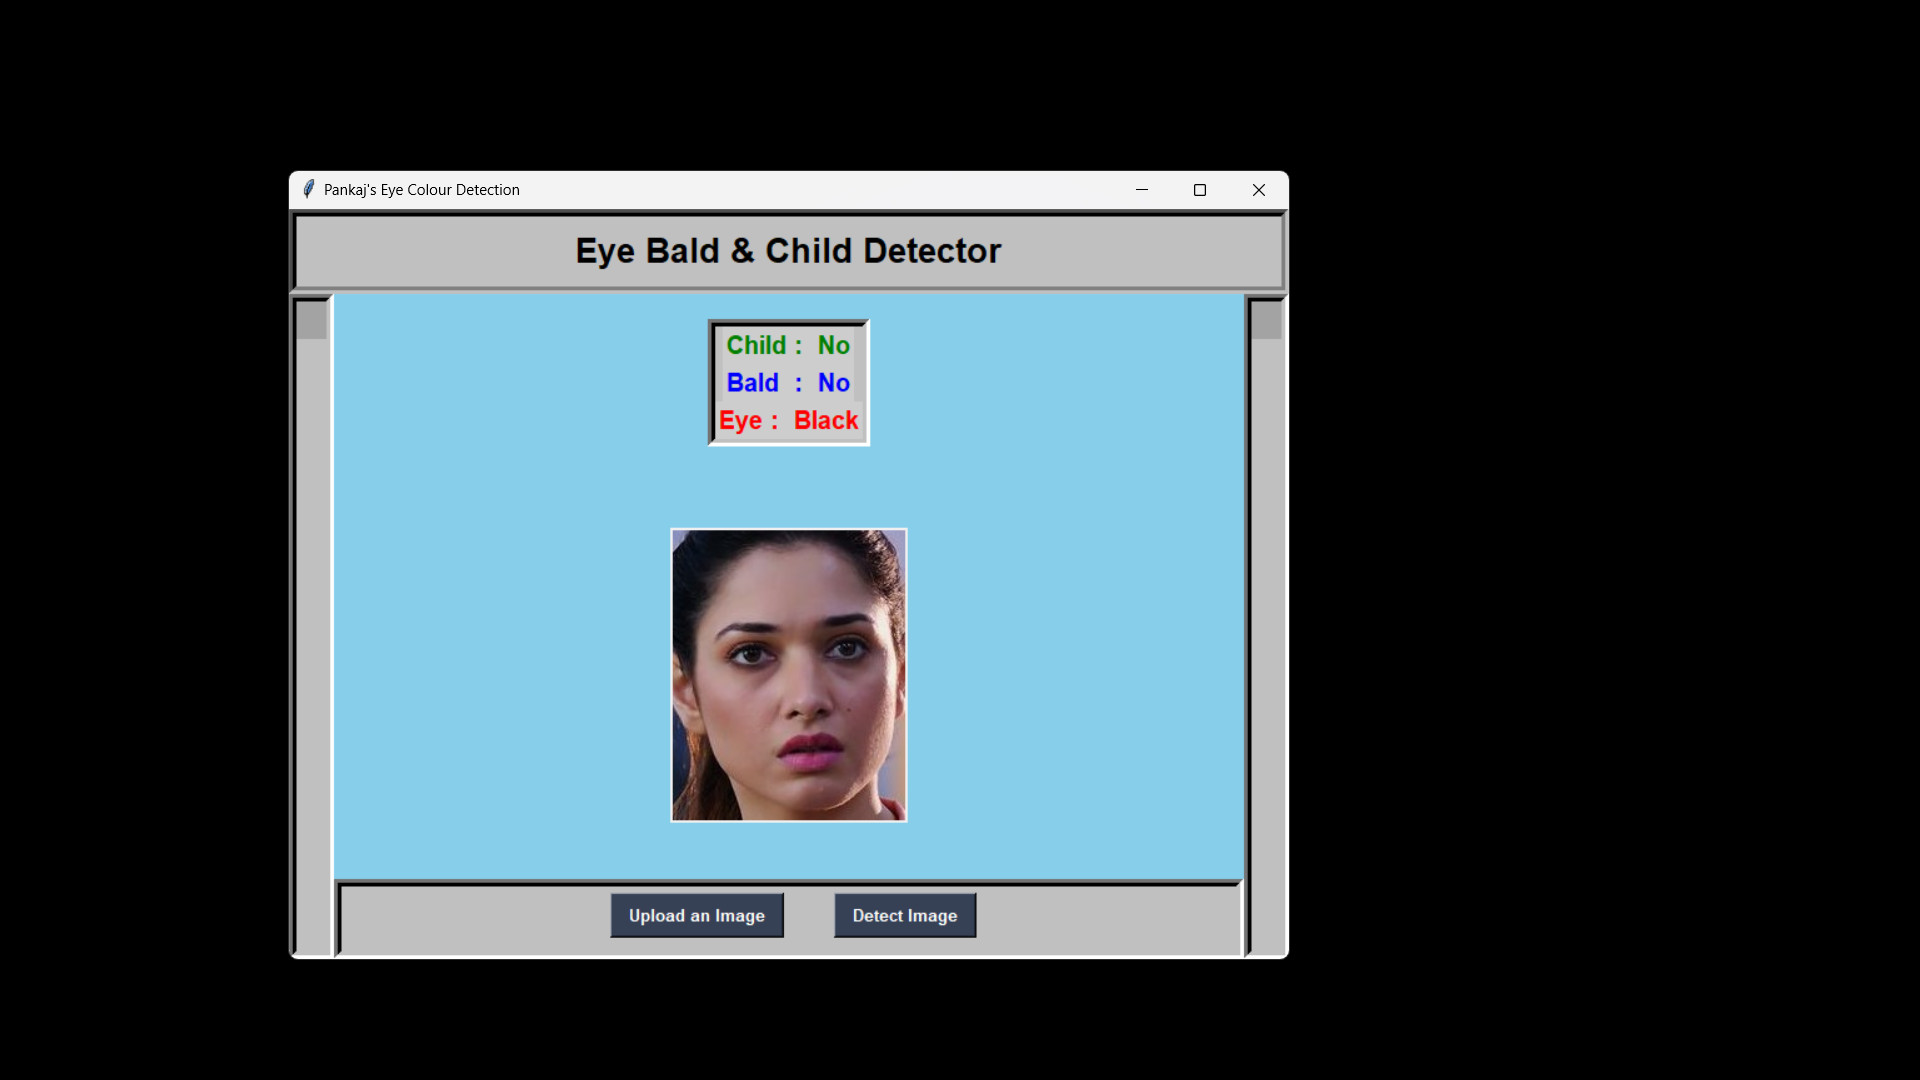 Pankaj's Eye Colour Detection
Eye Bald & Child Detector
Child : No
Bald : No
Eye : Black
Upload an Image
Detect Image